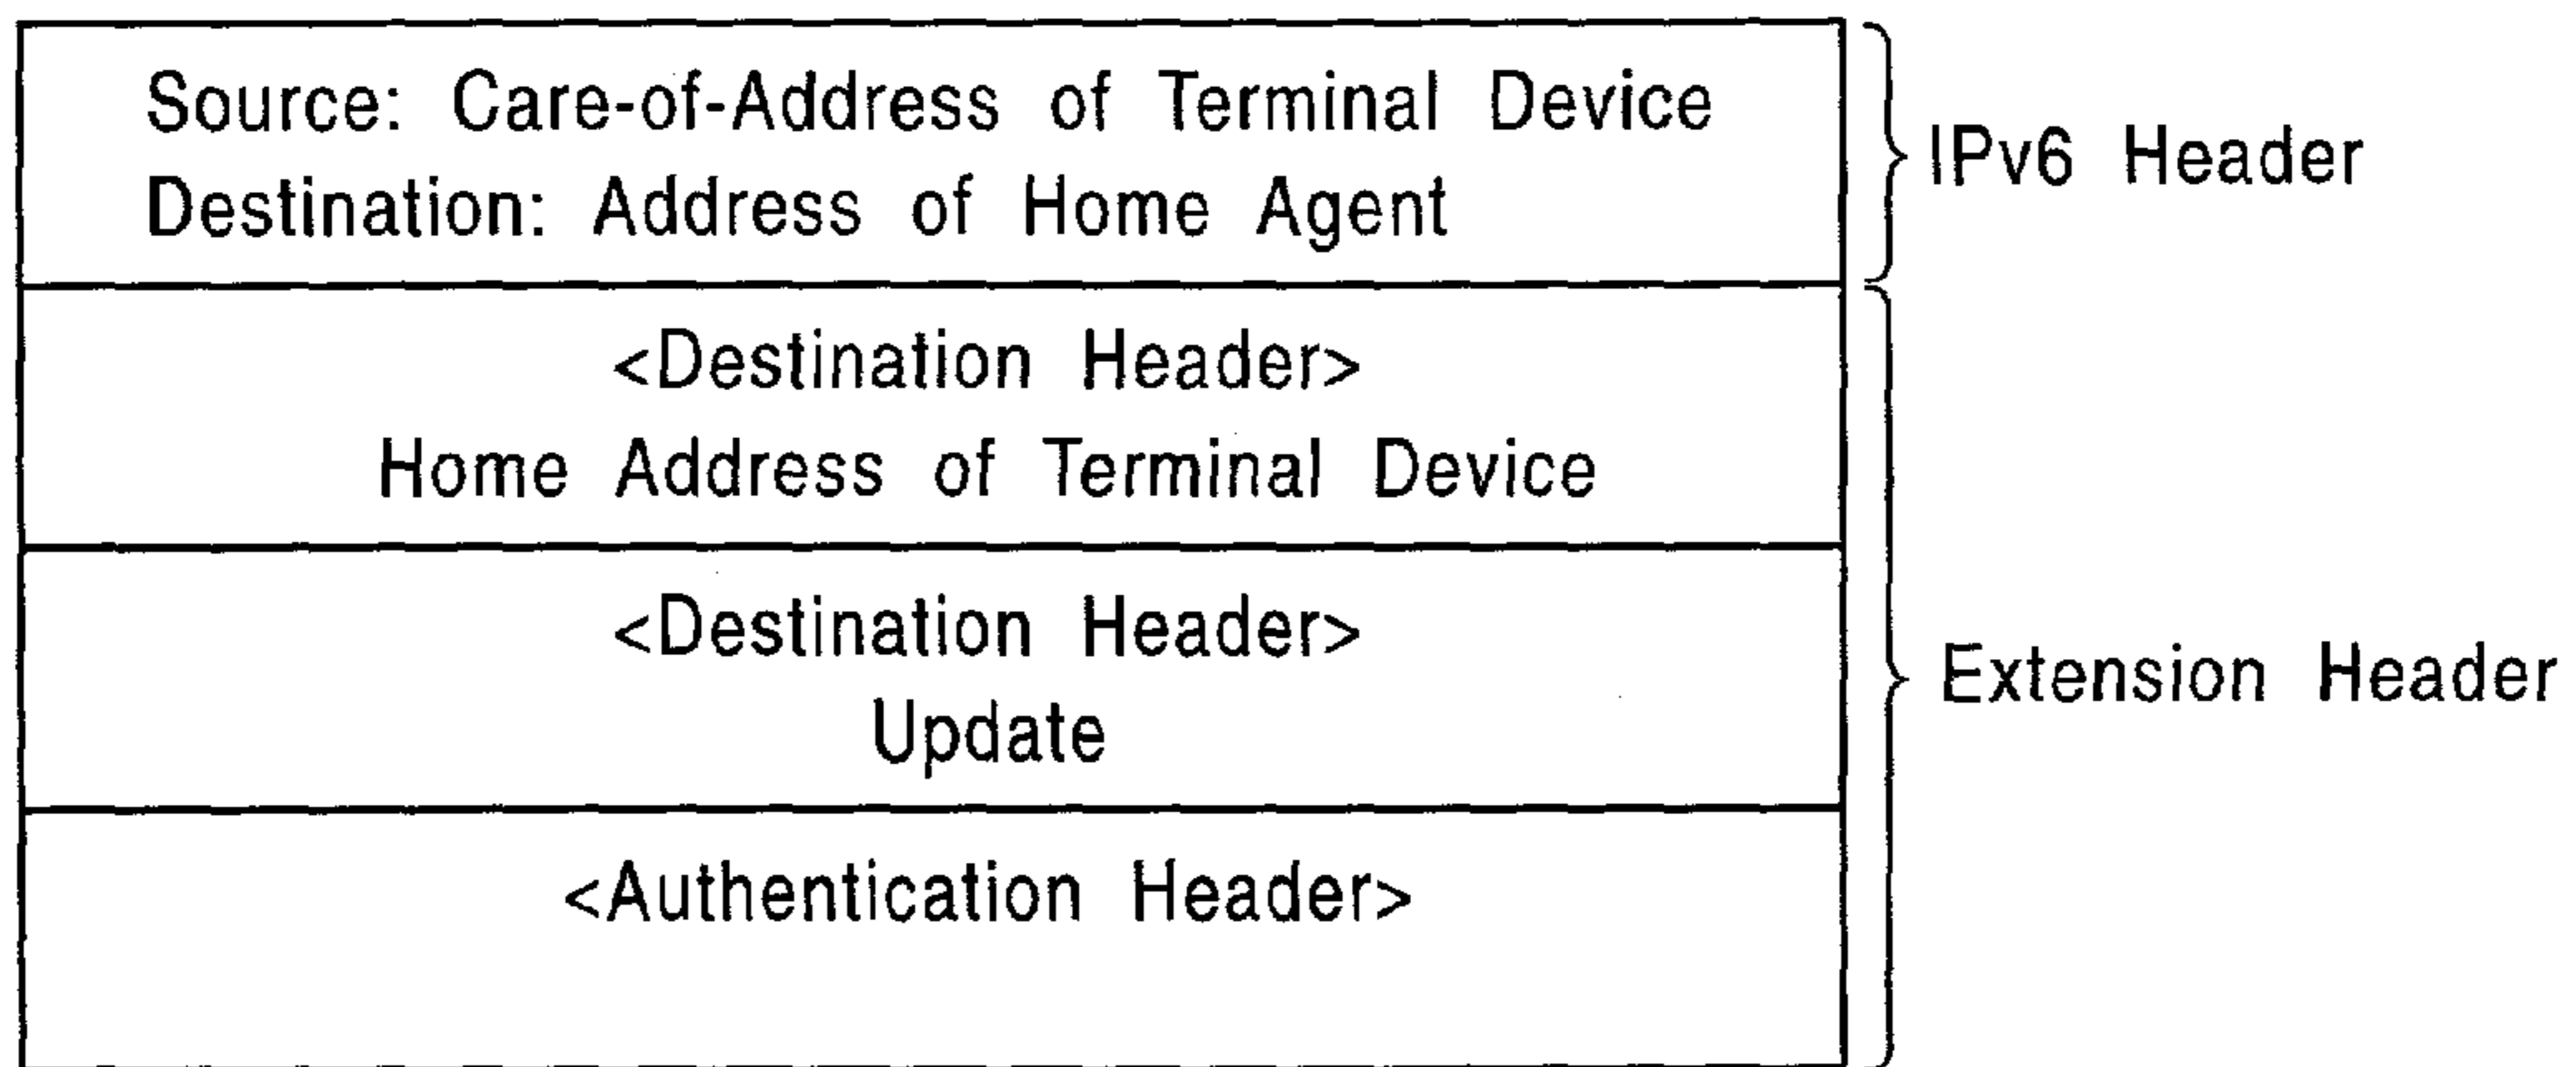 Source: Care-of-Address of Terminal Device
Destination: Address of Home Agent
IPv6 Header
<Destination Header>
Home Address of Terminal Device
<Destination Header>
Update
Extension Header
<Authentication Header>